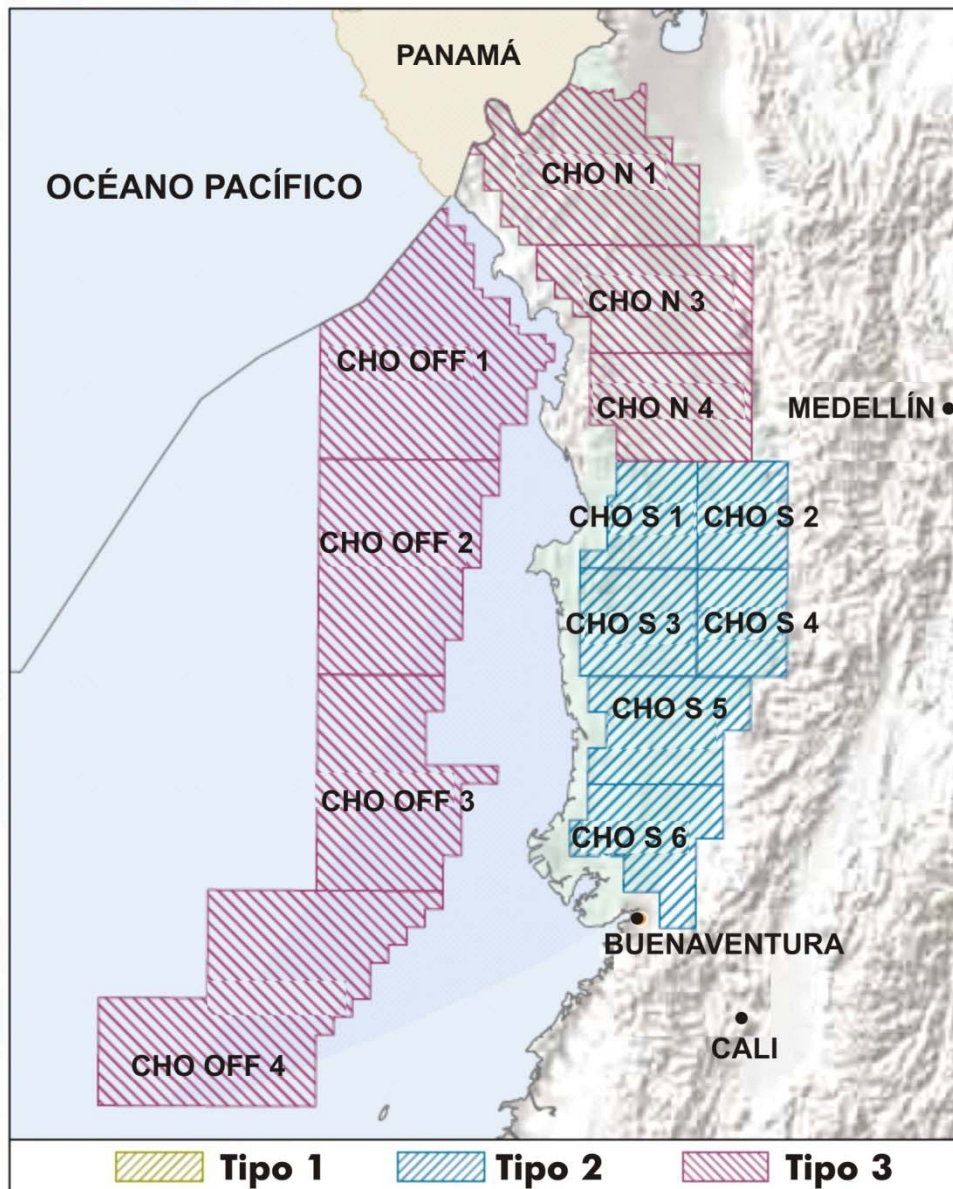 PANAMÁ
OCÉANO PACÍFICO
CHO N 1
CHO N 3
CHO OFF 1
CHO N 4
MEDELLÍN
CHO S 1
CHO S 2
CHO OFF 2
CHO S 3
CHO S 4
CHO S 5
CHO OFF 3
CHO S 6
BUENAVENTURA
CALI
CHO OFF 4
Tipo 1
Tipo 2
Tipo 3